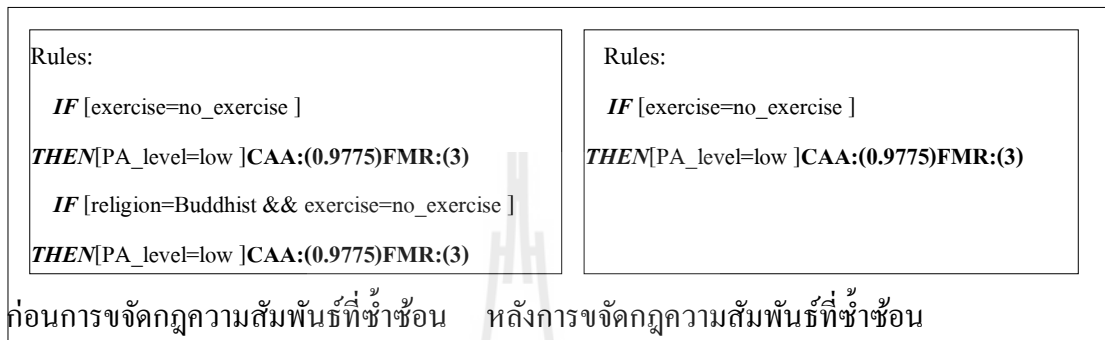 Rules:
IF [exercise=no_exercise ]
THEN[PA_level=low ]CAA:(0.9775)FMR:(3)
IF [religion=Buddhist && exercise=no_exercise ]
THEN[PA_level=low ]CAA:(0.9775)FMR:(3)
Rules:
IF [exercise=no_exercise ]
THEN[PA_level=low ]CAA:(0.9775)FMR:(3)
ก่อนการขจัดกฎความสัมพันธ์ที่ซ้ำซ้อน หลังการขจัดกฎความสัมพันธ์ที่ซ้ำซ้อน